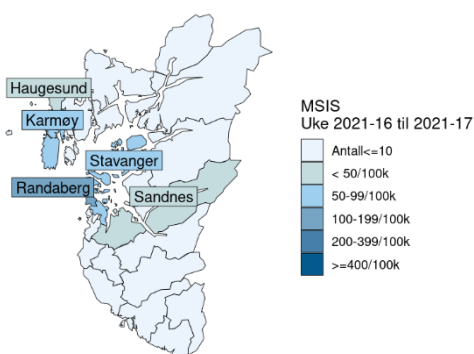 Haugesund
Karmøy
Stavanger
Randaberg
Sandnes
MSIS
Uke 2021-16 til 2021-17
Antall<=10
< 50/100k
50-99/100k
100-199/100k
200-399/100k
>=400/100k